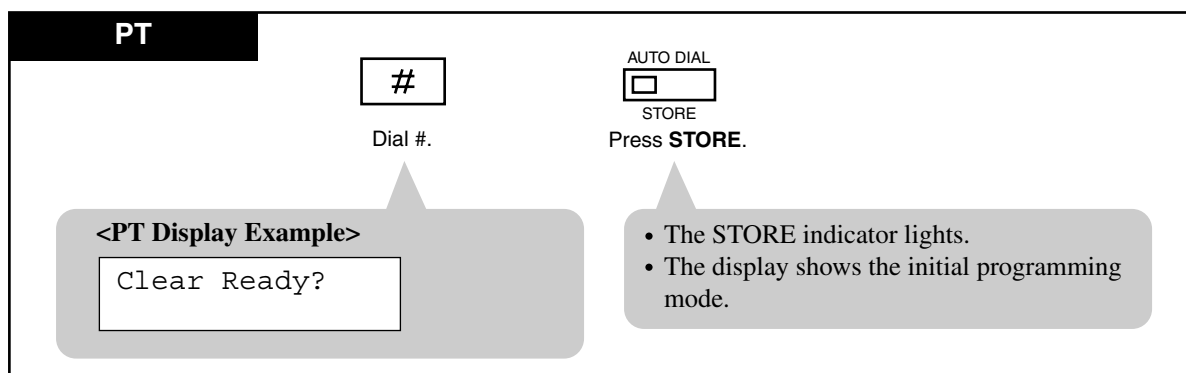 PT
#
Dial #.
AUTO DIAL
STORE
Press STORE.
<PT Display Example>
Clear Ready?
• The STORE indicator lights.
• The display shows the initial programming
mode.